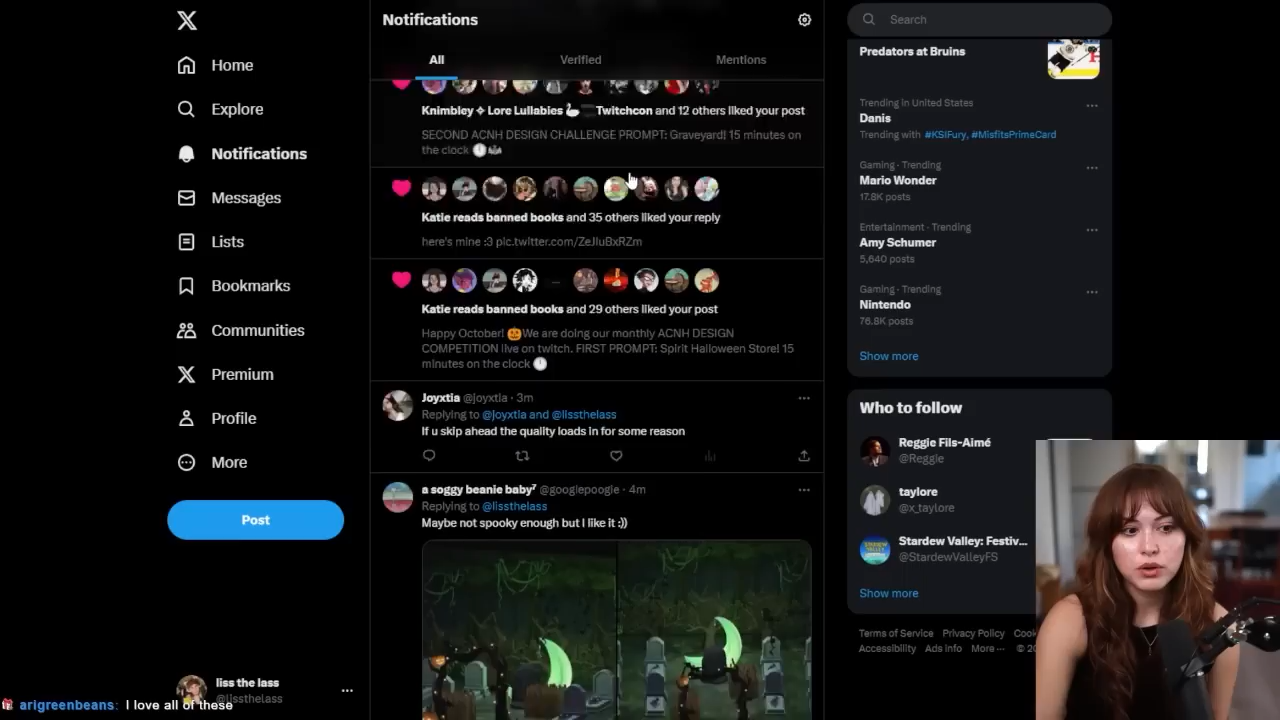 Home
Explore
Notifications
Messages
Lists
Bookmarks
Communities
Premium
Profile
More
Post
liss the lass
@lissthelass
arigreenbeans: I love all of these
Notifications
All
Verified
Mentions
Knimbley ✧ Lore Lullabies 🦢 Twitchcon and 12 others liked your post
SECOND ACNH DESIGN CHALLENGE PROMPT: Graveyard! 15 minutes on
the clock
Katie reads banned books and 35 others liked your reply
here's mine :3 pic.twitter.com/ZeJIuBxRZm
Katie reads banned books and 29 others liked your post
Happy October! 🎃We are doing our monthly ACNH DESIGN
COMPETITION live on twitch. FIRST PROMPT: Spirit Halloween Store! 15
minutes on the clock
Joyxtia @joyxtia · 3m
Replying to @joyxtia and @lissthelass
If u skip ahead the quality loads in for some reason
a soggy beanie baby⁷ @googlepoogle · 4m
Replying to @lissthelass
Maybe not spooky enough but I like it :))
Search
Predators at Bruins
Trending in United States
Danis
Trending with #KSIFury, #MisfitsPrimeCard
Gaming · Trending
Mario Wonder
17.8K posts
Entertainment · Trending
Amy Schumer
5,640 posts
Gaming · Trending
Nintendo
76.8K posts
Show more
Who to follow
Reggie Fils-Aimé
@Reggie
taylore
@x_taylore
Stardew Valley: Festiv...
@StardewValleyFS
Show more
Terms of Service Privacy Policy Cook
Accessibility Ads info More ··· © 20